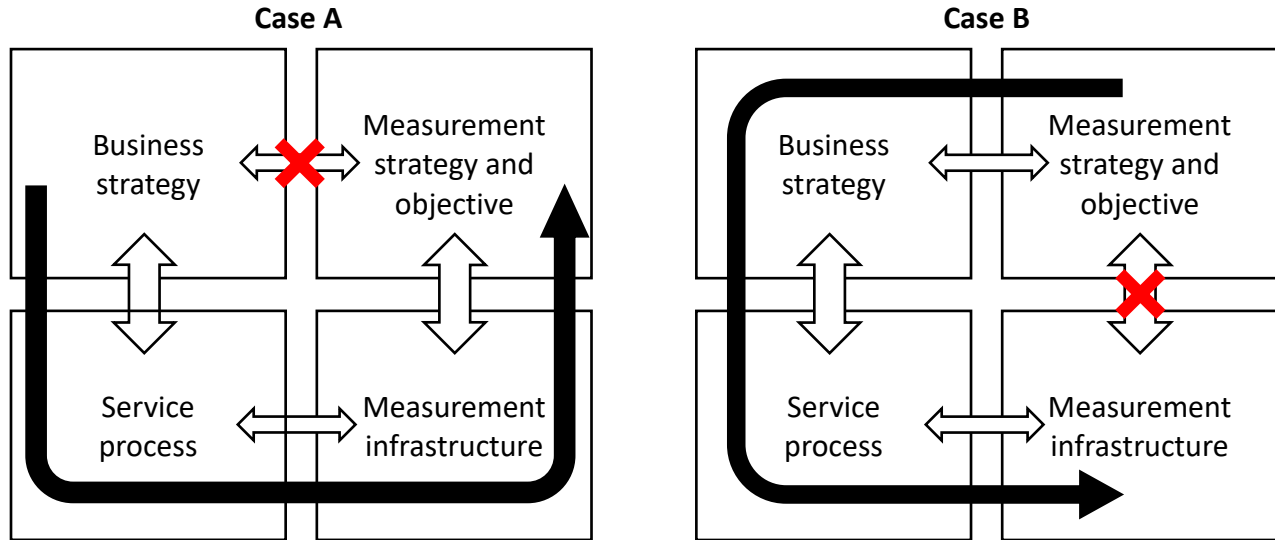 Case A
Business
strategy
Measurement
strategy and
objective
Service
process
Measurement
infrastructure
Case B
Business
strategy
Measurement
strategy and
objective
Service
process
Measurement
infrastructure